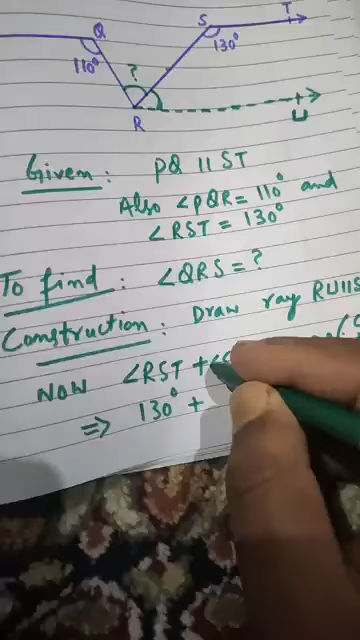 Q
S
T
110°
?
130°
R
U
Given : PQ || ST
Also ∠PQR = 110° and
∠RST = 130°
To find : ∠QRS = ?
Construction : Draw ray RU || S
NOW ∠RST + ∠
⇒ 130° +